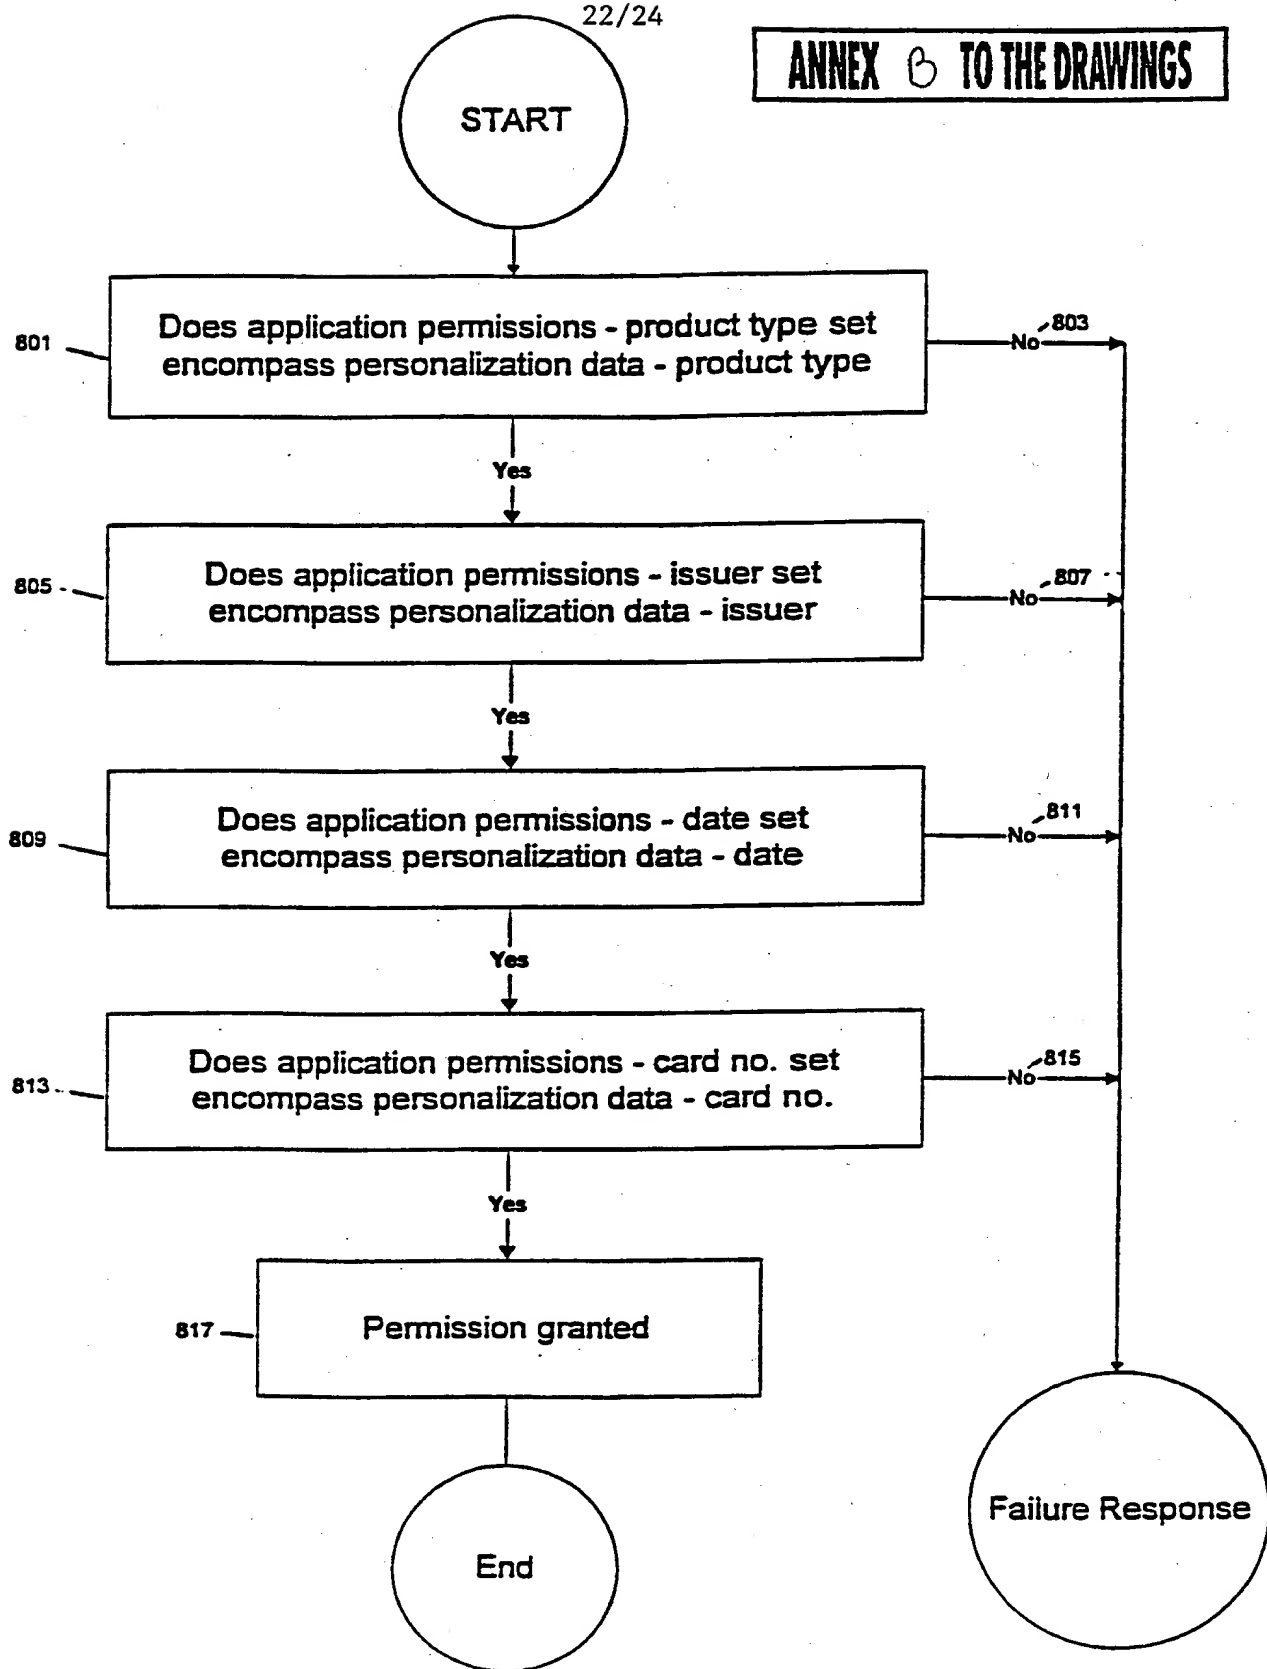 22/24
ANNEX B TO THE DRAWINGS
START
801
Does application permissions - product type set
encompass personalization data - product type
No
803
Yes
805
Does application permissions - issuer set
encompass personalization data - issuer
No
807
Yes
809
Does application permissions - date set
encompass personalization data - date
No
811
Yes
813
Does application permissions - card no. set
encompass personalization data - card no.
No
815
Yes
817
Permission granted
End
Failure Response